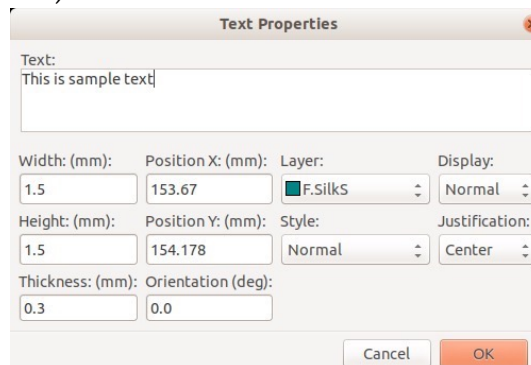 Text Properties
Text:
This is sample text
Width: (mm): Position X: (mm): Layer: Display:
1.5 153.67 F.SilkS Normal
Height: (mm): Position Y: (mm): Style: Justification:
1.5 154.178 Normal Center
Thickness: (mm): Orientation (deg):
0.3 0.0
Cancel OK